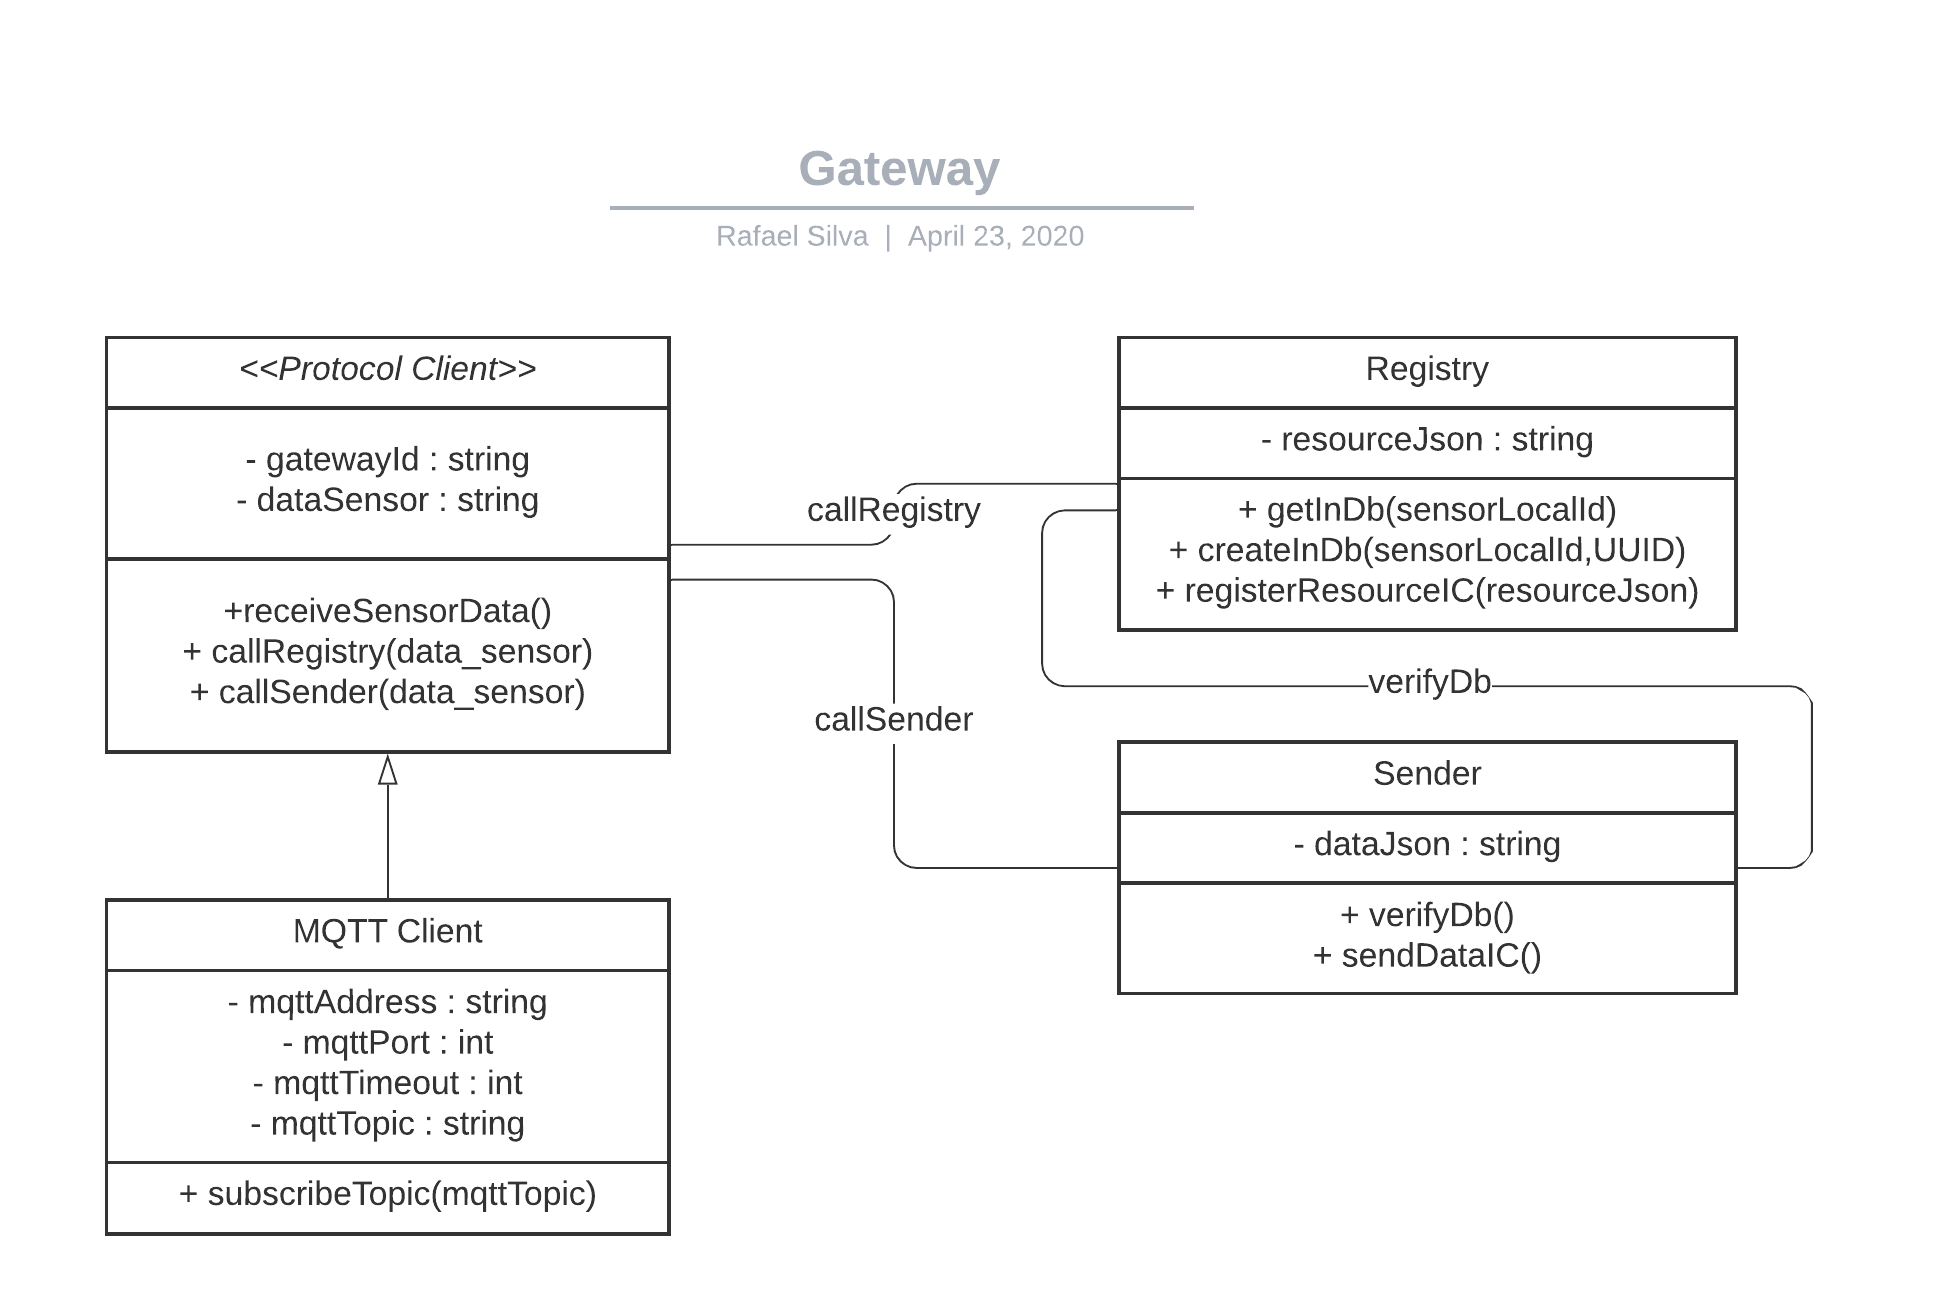 Gateway
Rafael Silva | April 23, 2020
<<Protocol Client>>
- gatewayId : string
- dataSensor : string
+receiveSensorData()
+ callRegistry(data_sensor)
+ callSender(data_sensor)
callRegistry
callSender
Registry
- resourceJson : string
+ getInDb(sensorLocalId)
+ createInDb(sensorLocalId,UUID)
+ registerResourceIC(resourceJson)
verifyDb
Sender
- dataJson : string
+ verifyDb()
+ sendDataIC()
MQTT Client
- mqttAddress : string
- mqttPort : int
- mqttTimeout : int
- mqttTopic : string
+ subscribeTopic(mqttTopic)